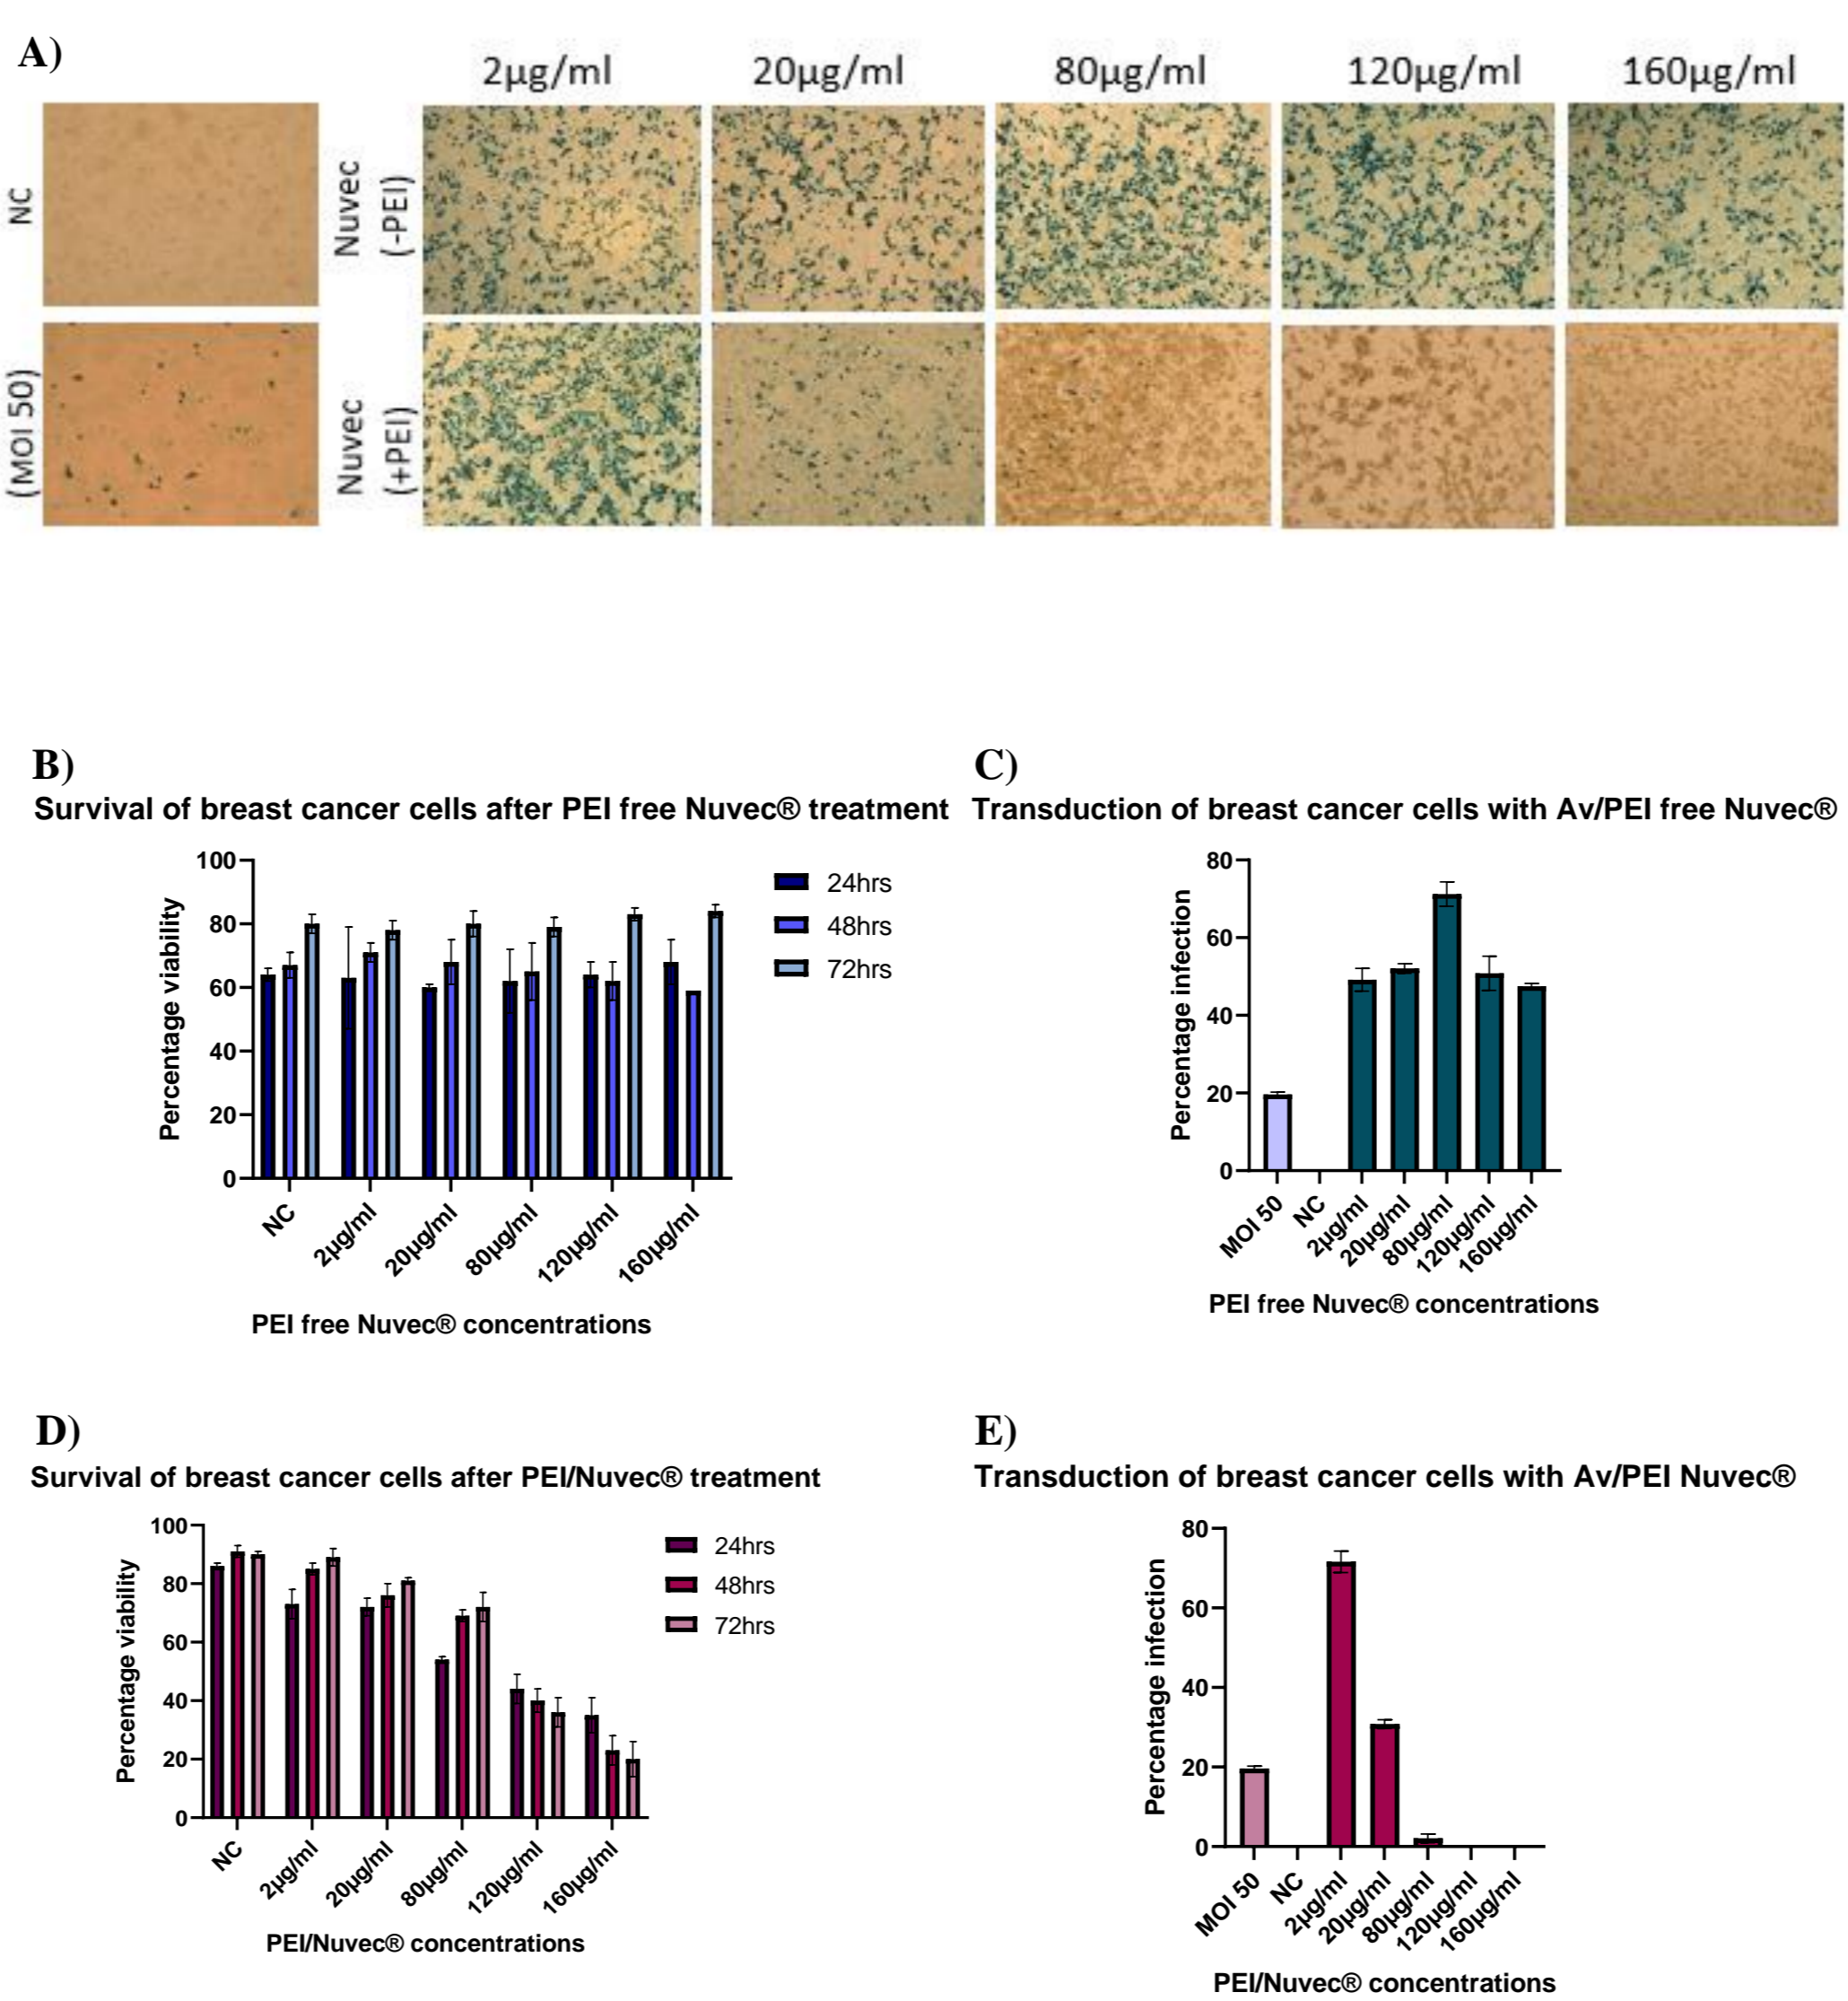 A)
2µg/ml 20µg/ml 80µg/ml 120µg/ml 160µg/ml
NC
Nuvec
(-PEI)
(MOI 50)
Nuvec
(+PEI)
B)
Survival of breast cancer cells after PEI free Nuvec® treatment
Percentage viability
100
80
60
40
20
0
24hrs
48hrs
72hrs
NC 2µg/ml 20µg/ml 80µg/ml 120µg/ml 160µg/ml
PEI free Nuvec® concentrations
C)
Transduction of breast cancer cells with Av/PEI free Nuvec®
Percentage infection
80
60
40
20
0
MOI 50 NC 2µg/ml 20µg/ml 80µg/ml 120µg/ml 160µg/ml
PEI free Nuvec® concentrations
D)
Survival of breast cancer cells after PEI/Nuvec® treatment
Percentage viability
100
80
60
40
20
0
24hrs
48hrs
72hrs
NC 2µg/ml 20µg/ml 80µg/ml 120µg/ml 160µg/ml
PEI/Nuvec® concentrations
E)
Transduction of breast cancer cells with Av/PEI Nuvec®
Percentage infection
80
60
40
20
0
MOI 50 NC 2µg/ml 20µg/ml 80µg/ml 120µg/ml 160µg/ml
PEI/Nuvec® concentrations